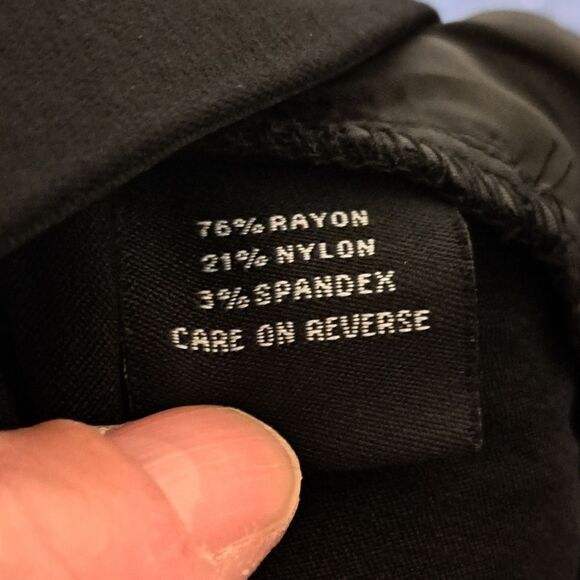 76% RAYON
21% NYLON
3% SPANDEX
CARE ON REVERSE